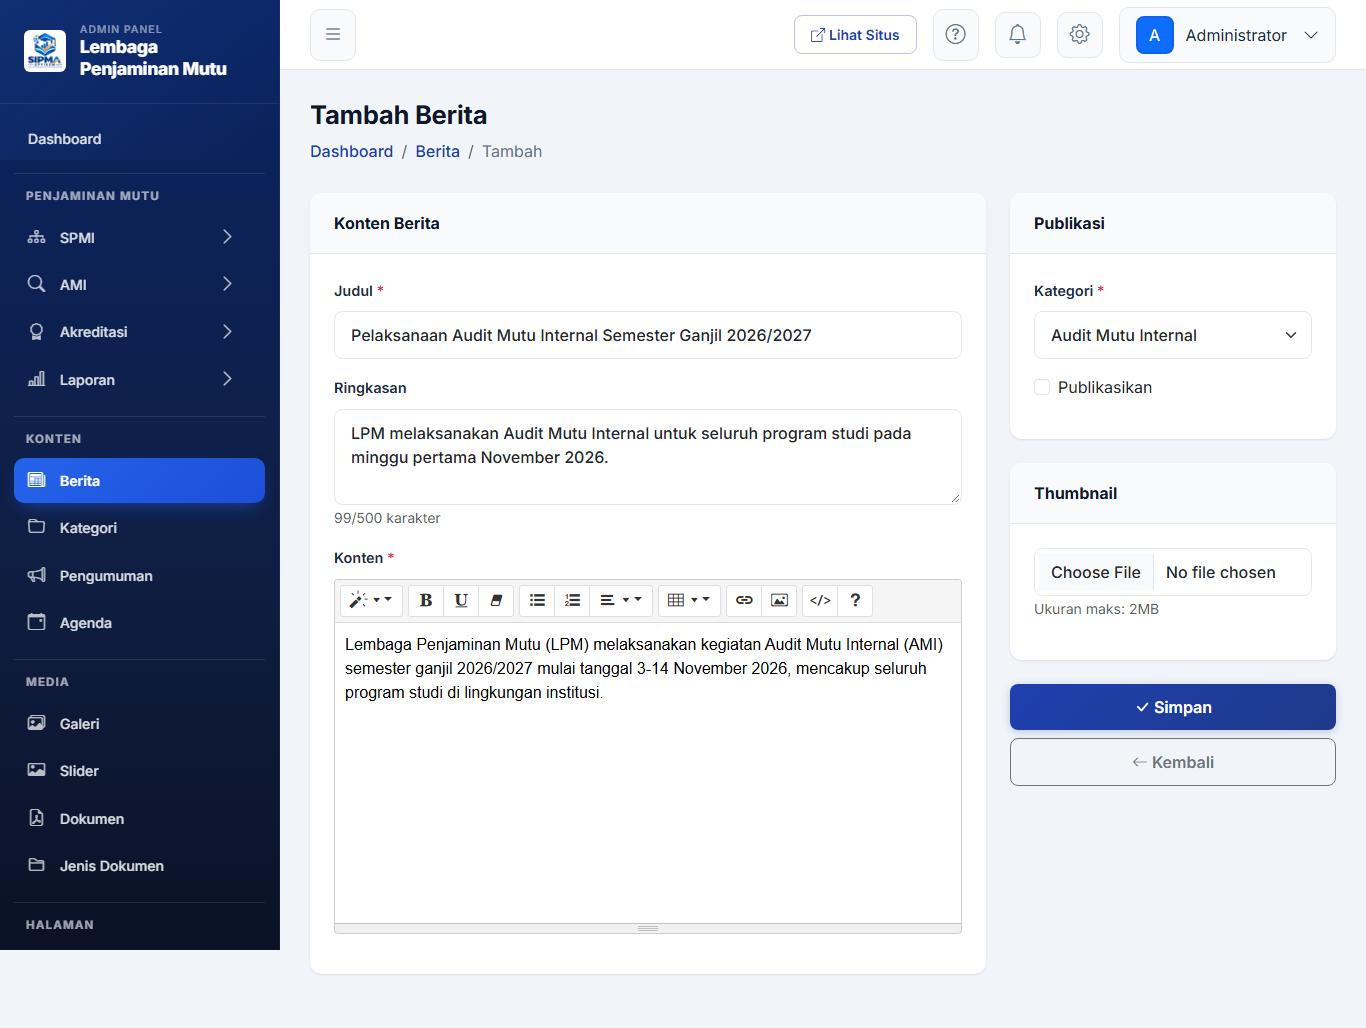 ADMIN PANEL
Lembaga
Penjaminan Mutu
SIPMA
Dashboard
PENJAMINAN MUTU
SPMI
AMI
Akreditasi
Laporan
KONTEN
Berita
Kategori
Pengumuman
Agenda
MEDIA
Galeri
Slider
Dokumen
Jenis Dokumen
HALAMAN
Lihat Situs
A Administrator
Tambah Berita
Dashboard / Berita / Tambah
Konten Berita
Judul *
Pelaksanaan Audit Mutu Internal Semester Ganjil 2026/2027
Ringkasan
LPM melaksanakan Audit Mutu Internal untuk seluruh program studi pada
minggu pertama November 2026.
99/500 karakter
Konten *
B U </> ?
Lembaga Penjaminan Mutu (LPM) melaksanakan kegiatan Audit Mutu Internal (AMI)
semester ganjil 2026/2027 mulai tanggal 3-14 November 2026, mencakup seluruh
program studi di lingkungan institusi.
Publikasi
Kategori *
Audit Mutu Internal
Publikasikan
Thumbnail
Choose File No file chosen
Ukuran maks: 2MB
Simpan
Kembali